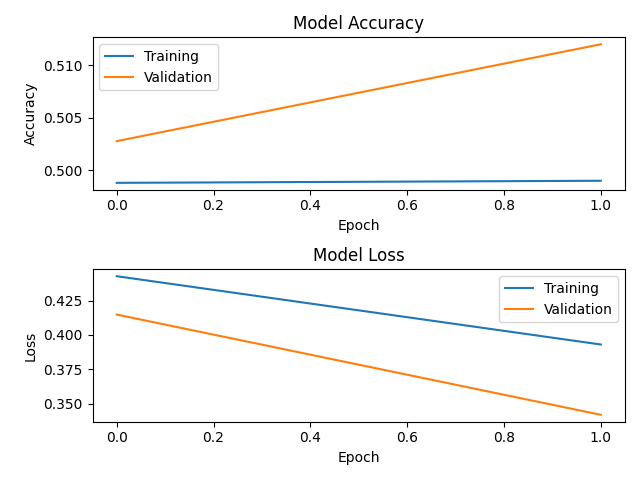 Model Accuracy
Training
Validation
Accuracy
0.510
0.505
0.500
0.0 0.2 0.4 0.6 0.8 1.0
Epoch
Model Loss
Training
Validation
Loss
0.425
0.400
0.375
0.350
0.0 0.2 0.4 0.6 0.8 1.0
Epoch